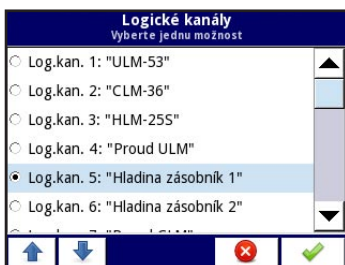 Logické kanály
Vyberte jednu možnost
Log.kan. 1: "ULM-53"
Log.kan. 2: "CLM-36"
Log.kan. 3: "HLM-25S"
Log.kan. 4: "Proud ULM"
Log.kan. 5: "Hladina zásobník 1"
Log.kan. 6: "Hladina zásobník 2"